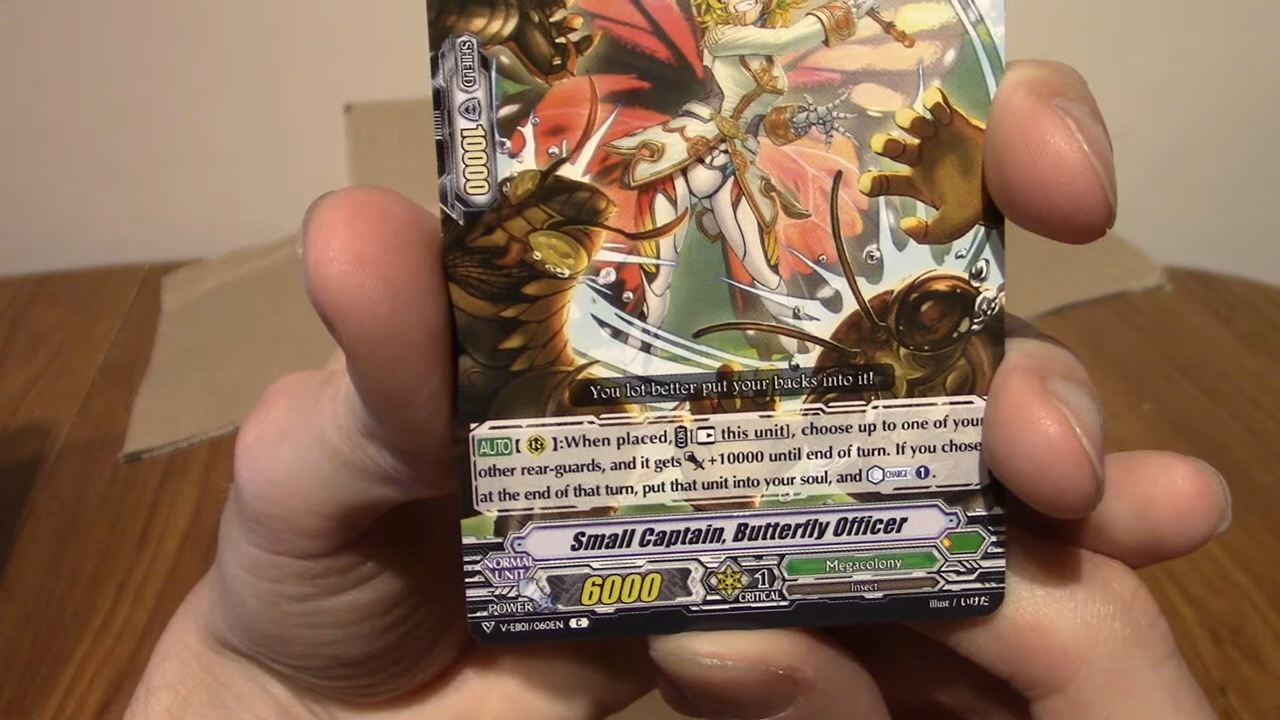 SHIELD
10000
You lot better put your backs into it!
AUTO [ ]:When placed, [ this unit], choose up to one of your
other rear-guards, and it gets +10000 until end of turn. If you chose
at the end of that turn, put that unit into your soul, and CHARGE 1 .
Small Captain, Butterfly Officer
NORMAL
UNIT
POWER
6000
1
CRITICAL
Megacolony
Insect
V-EB01/060EN C
illust / いけだ